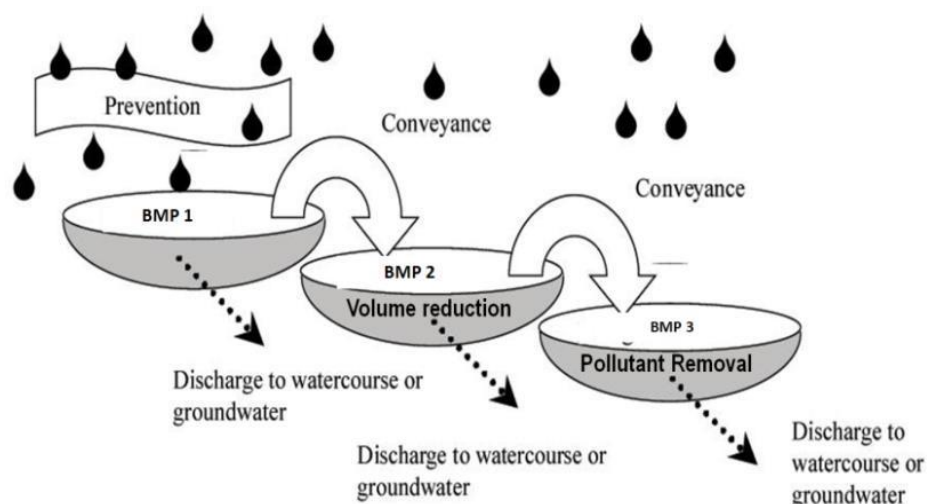 Prevention
Conveyance
Conveyance
BMP 1
BMP 2
Volume reduction
BMP 3
Pollutant Removal
Discharge to watercourse or
groundwater
Discharge to watercourse or
groundwater
Discharge to
watercourse or
groundwater